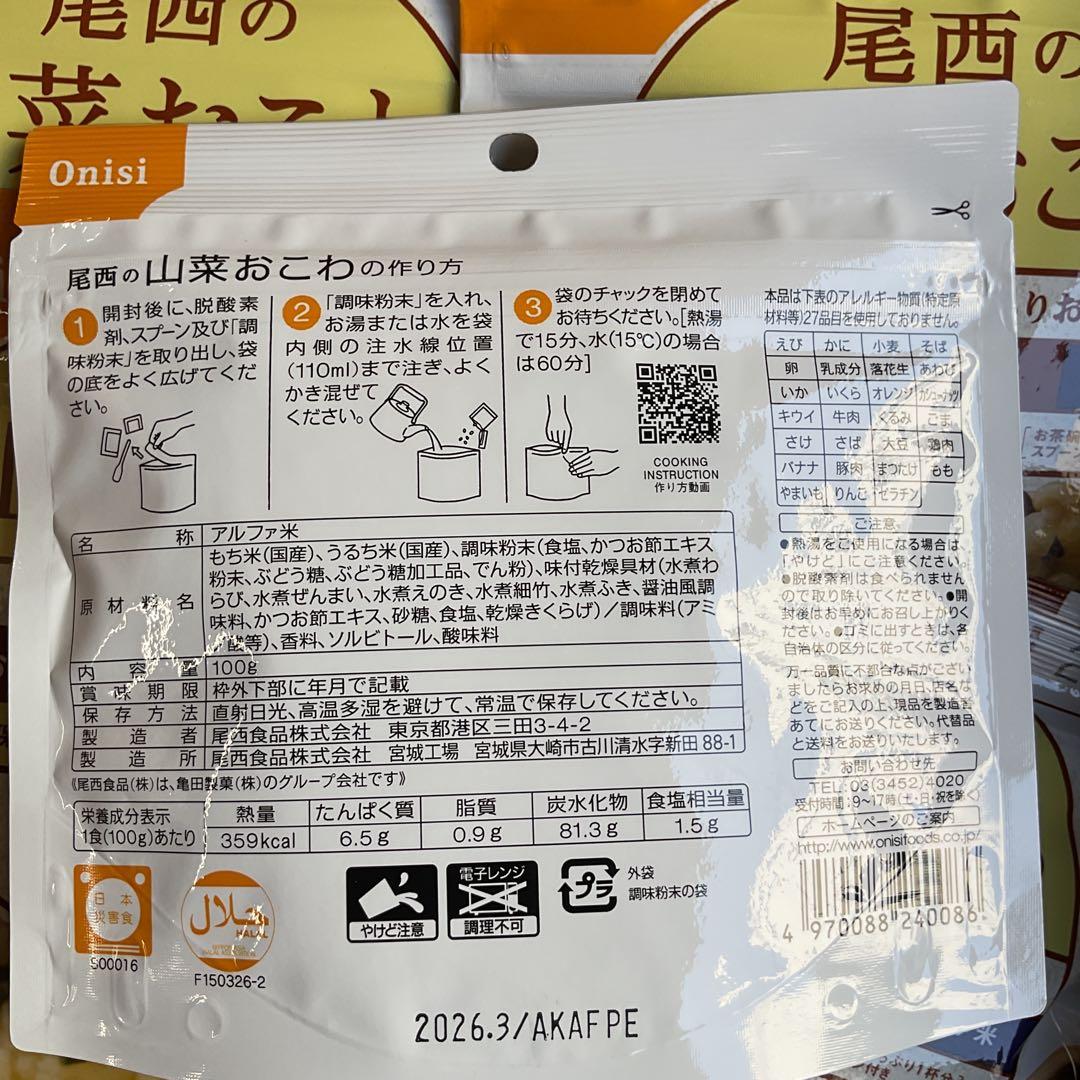 尾西の
尾西の
Onisi
尾西の山菜おこわの作り方
1 開封後に、脱酸素
剤、スプーン及び「調
味粉末」を取り出し、袋
の底をよく広げてくだ
さい。
2 「調味粉末」を入れ、
お湯または水を袋
内側の注水線位置
(110ml)まで注ぎ、よく
かき混ぜて
ください。
3 袋のチャックを閉めて
お待ちください。[熱湯
で15分、水(15℃)の場合
は60分]
COOKING
INSTRUCTION
作り方動画
本品は下表のアレルギー物質(特定原
材料等)27品目を使用しておりません。
えび かに 小麦 そば
卵 乳成分 落花生 あわび
いか いくら オレンジ カシューナッツ
キウイ 牛肉 くるみ ごま
さけ さば 大豆 鶏肉
バナナ 豚肉 まつたけ もも
やまいも りんご ゼラチン
ご注意
●熱湯をご使用になる場合は、
「やけど」にご注意ください。
●脱酸素剤は食べられません
ので取り除いてください。●開
封後はお早めにお召し上がりく
ださい。●ゴミに出すときは、各
自治体の区分に従ってください。
万一品質に不都合な点がござい
ましたらお求めの月日、店名な
どをご記入の上、現品を製造者
あてにお送りください。代替品
と送料をお送りいたします。
お問い合わせ先
TEL:03(3452)4020
受付時間:9〜17時(土・日・祝を除く)
ホームページのご案内
http://www.onisifoods.co.jp/
4 970088 240086
名称 アルファ米
原材料名 もち米(国産)、うるち米(国産)、調味粉末(食塩、かつお節エキス
粉末、ぶどう糖、ぶどう糖加工品、でん粉)、味付乾燥具材(水煮わ
らび、水煮ぜんまい、水煮えのき、水煮細竹、水煮ふき、醤油風調
味料、かつお節エキス、砂糖、食塩、乾燥きくらげ)/調味料(アミ
ノ酸等)、香料、ソルビトール、酸味料
内容量 100g
賞味期限 枠外下部に年月で記載
保存方法 直射日光、高温多湿を避けて、常温で保存してください。
製造者 尾西食品株式会社 東京都港区三田3-4-2
製造所 尾西食品株式会社 宮城工場 宮城県大崎市古川清水字新田88-1
《尾西食品(株)は、亀田製菓(株)のグループ会社です》
栄養成分表示
1食(100g)あたり
熱量 たんぱく質 脂質 炭水化物 食塩相当量
359kcal 6.5g 0.9g 81.3g 1.5g
日本
災害食
S00016
حلال
HALAL
F150326-2
やけど注意
電子レンジ
調理不可
プラ
外袋
調味粉末の袋
2026.3/AKAFPE